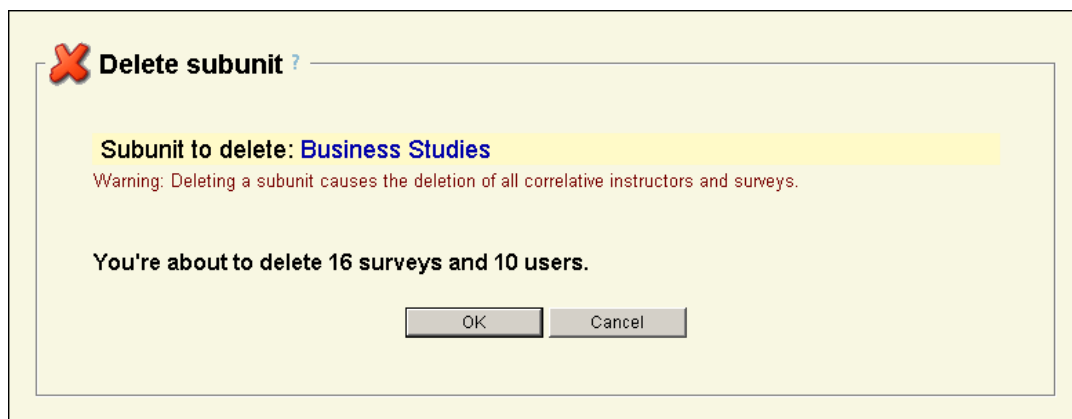 Delete subunit ?
Subunit to delete: Business Studies
Warning: Deleting a subunit causes the deletion of all correlative instructors and surveys.
You're about to delete 16 surveys and 10 users.
OK Cancel